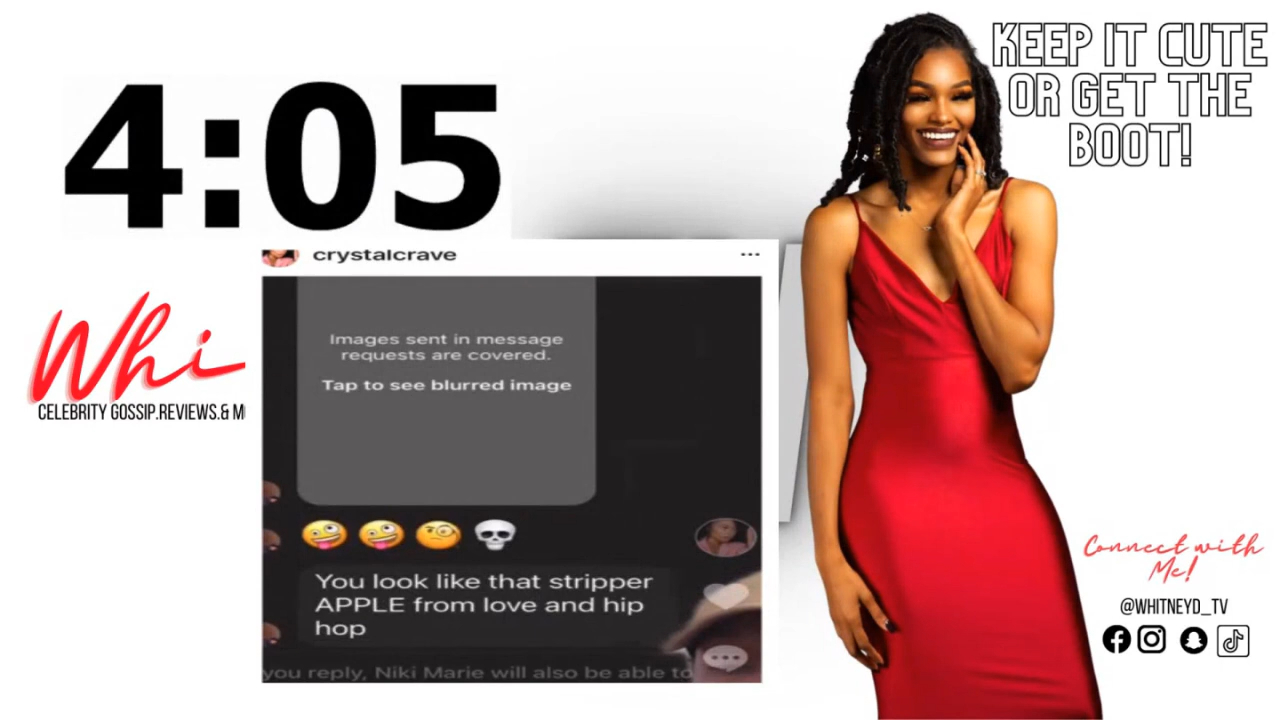 4:05
KEEP IT CUTE
OR GET THE
BOOT!
crystalcrave
Images sent in message
requests are covered.
Tap to see blurred image
Whi
CELEBRITY GOSSIP.REVIEWS.& M
You look like that stripper
APPLE from love and hip
hop
you reply, Niki Marie will also be able to
Connect with
Me!
@WHITNEYD_TV